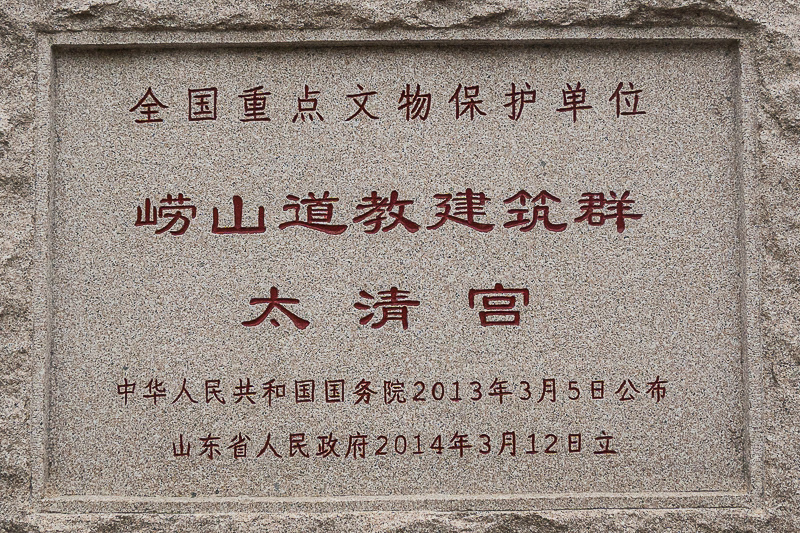 全国重点文物保护单位
崂山道教建筑群
太清宫
中华人民共和国国务院2013年3月5日公布
山东省人民政府2014年3月12日立